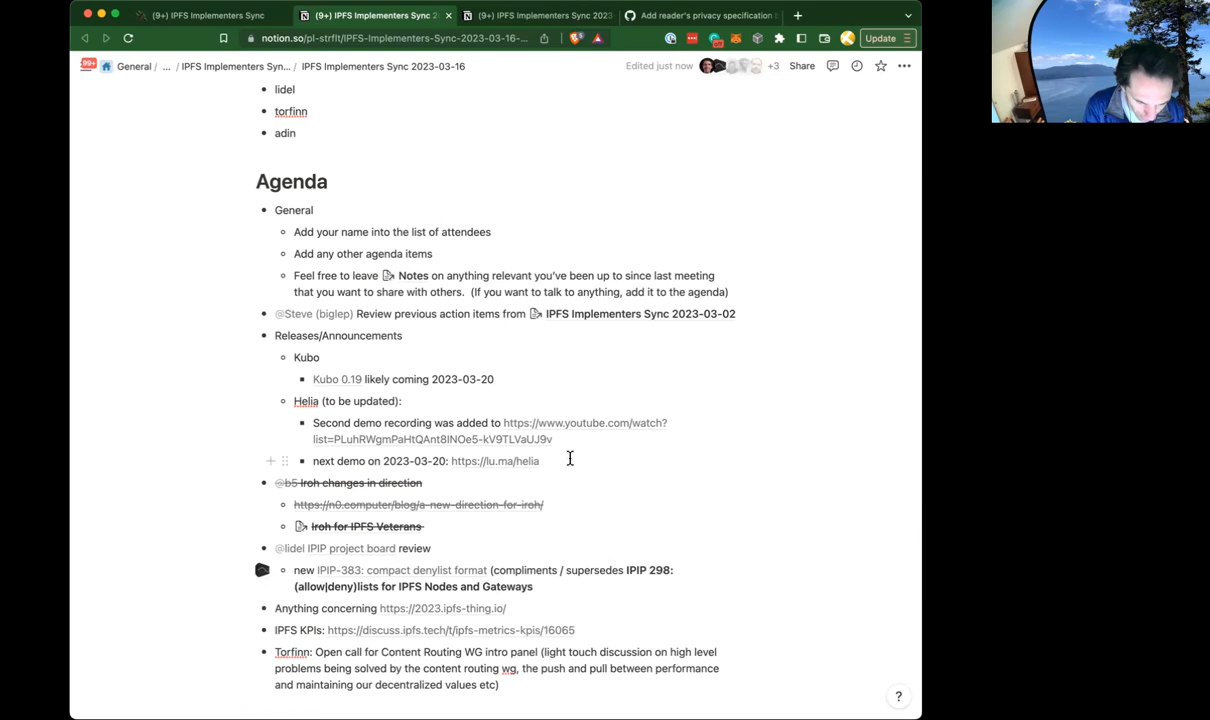 (9+) IPFS Implementers Sync
(9+) IPFS Implementers Sync 2
(9+) IPFS Implementers Sync 2023
Add reader's privacy specification
notion.so/pl-strflt/IPFS-Implementers-Sync-2023-03-16-...
Update
99+
General / ... / IPFS Implementers Syn... / IPFS Implementers Sync 2023-03-16
Edited just now
+3
Share
lidel
torfinn
adin
Agenda
General
Add your name into the list of attendees
Add any other agenda items
Feel free to leave Notes on anything relevant you've been up to since last meeting
that you want to share with others. (If you want to talk to anything, add it to the agenda)
@Steve (biglep) Review previous action items from IPFS Implementers Sync 2023-03-02
Releases/Announcements
Kubo
Kubo 0.19 likely coming 2023-03-20
Helia (to be updated):
Second demo recording was added to https://www.youtube.com/watch?
list=PLuhRWgmPaHtQAnt8INOe5-kV9TLVaUJ9v
next demo on 2023-03-20: https://lu.ma/helia
@b5 Iroh changes in direction
https://n0.computer/blog/a-new-direction-for-iroh/
Iroh for IPFS Veterans
@lidel IPIP project board review
new IPIP-383: compact denylist format (compliments / supersedes IPIP 298:
(allow|deny)lists for IPFS Nodes and Gateways
Anything concerning https://2023.ipfs-thing.io/
IPFS KPIs: https://discuss.ipfs.tech/t/ipfs-metrics-kpis/16065
Torfinn: Open call for Content Routing WG intro panel (light touch discussion on high level
problems being solved by the content routing wg, the push and pull between performance
and maintaining our decentralized values etc)
?